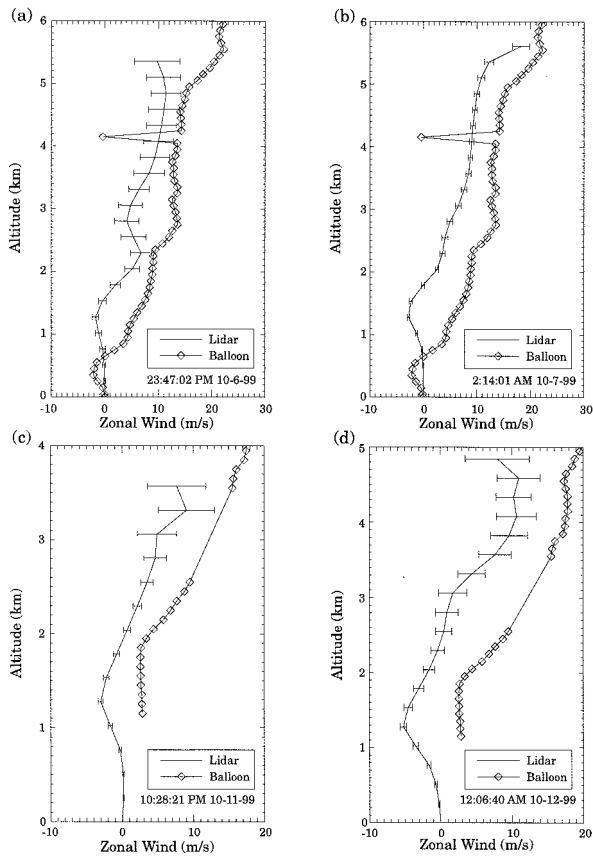 (a)
(b)
6
5
4
3
2
1
0
Altitude (km)
Lidar
Balloon
23:47:02 PM 10-6-99
-10
0
10
20
30
Zonal Wind (m/s)
6
5
4
3
2
1
0
Altitude (km)
Lidar
Balloon
2:14:01 AM 10-7-99
-10
0
10
20
30
Zonal Wind (m/s)
(c)
(d)
4
3
2
1
0
Altitude (km)
Lidar
Balloon
10:28:21 PM 10-11-99
-10
0
10
20
Zonal Wind (m/s)
5
4
3
2
1
0
Altitude (km)
Lidar
Balloon
12:06:40 AM 10-12-99
-10
0
10
20
Zonal Wind (m/s)